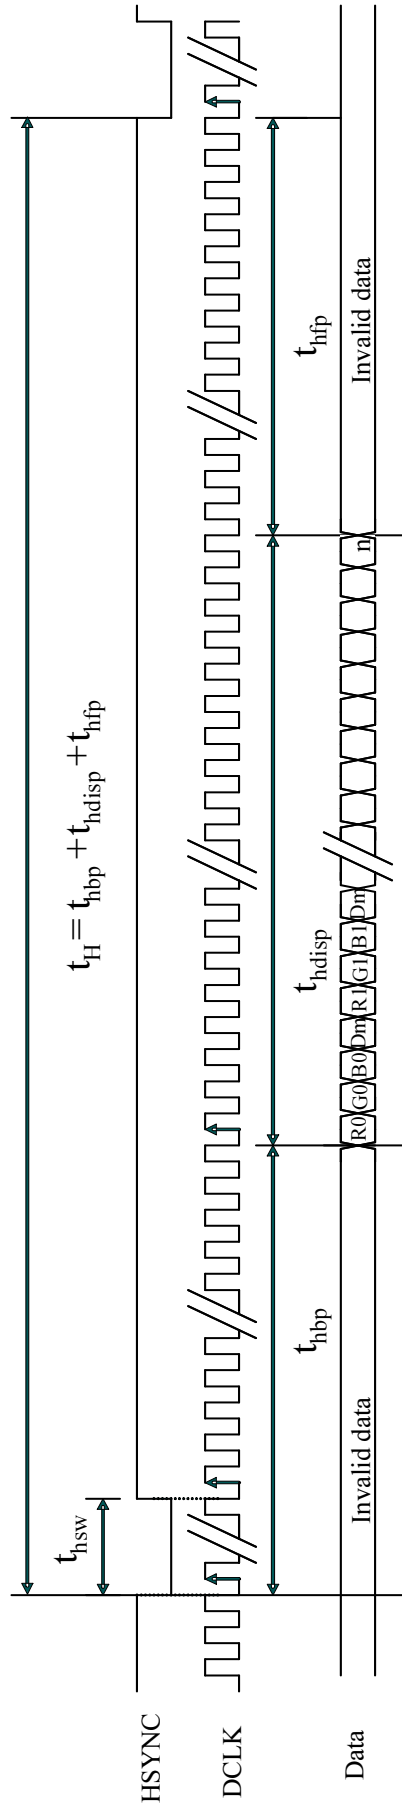 t_H = t_hbp + t_hdisp + t_hfp
t_hsw
HSYNC
DCLK
t_hbp
t_hdisp
t_hfp
Data
Invalid data
R0 G0 B0 Dm R1 G1 B1 Dm
n
Invalid data